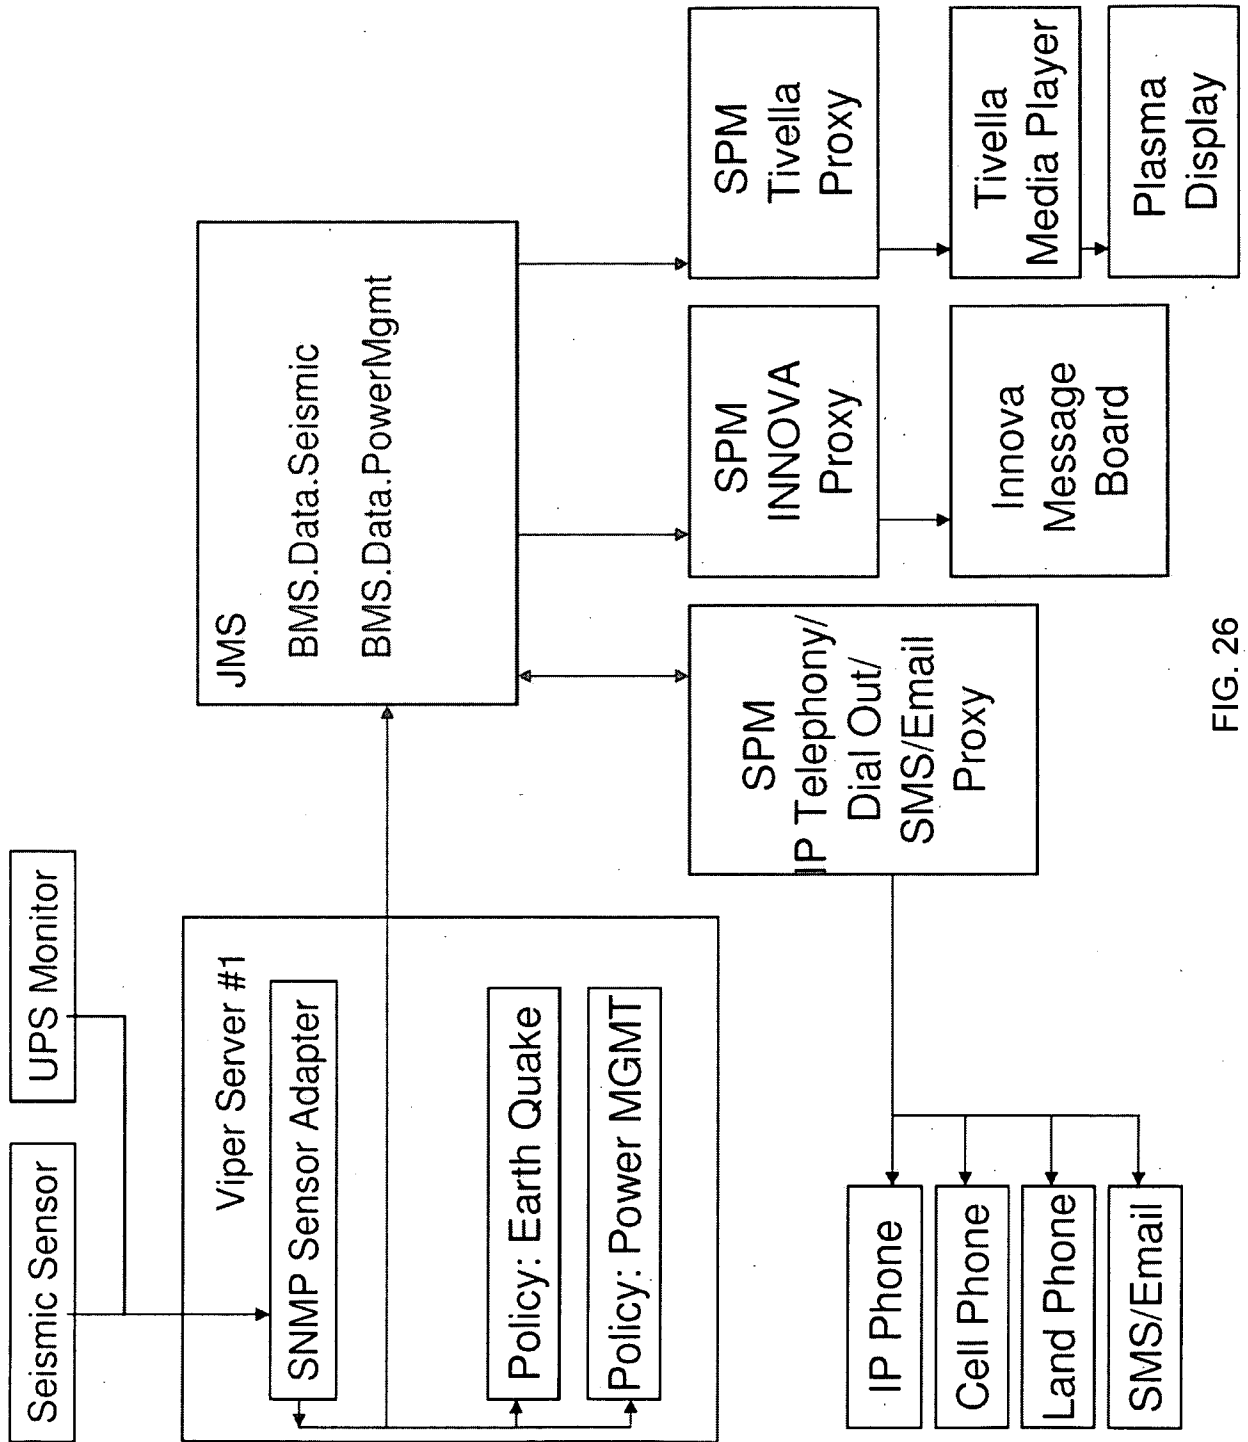 Seismic Sensor
UPS Monitor
Viper Server #1
SNMP Sensor Adapter
Policy: Earth Quake
Policy: Power MGMT
JMS
BMS.Data.Seismic
BMS.Data.PowerMgmt
SPM
IP Telephony/
Dial Out/
SMS/Email
Proxy
SPM
INNOVA
Proxy
SPM
Tivella
Proxy
IP Phone
Cell Phone
Land Phone
SMS/Email
Innova
Message
Board
Tivella
Media Player
Plasma
Display
FIG. 26